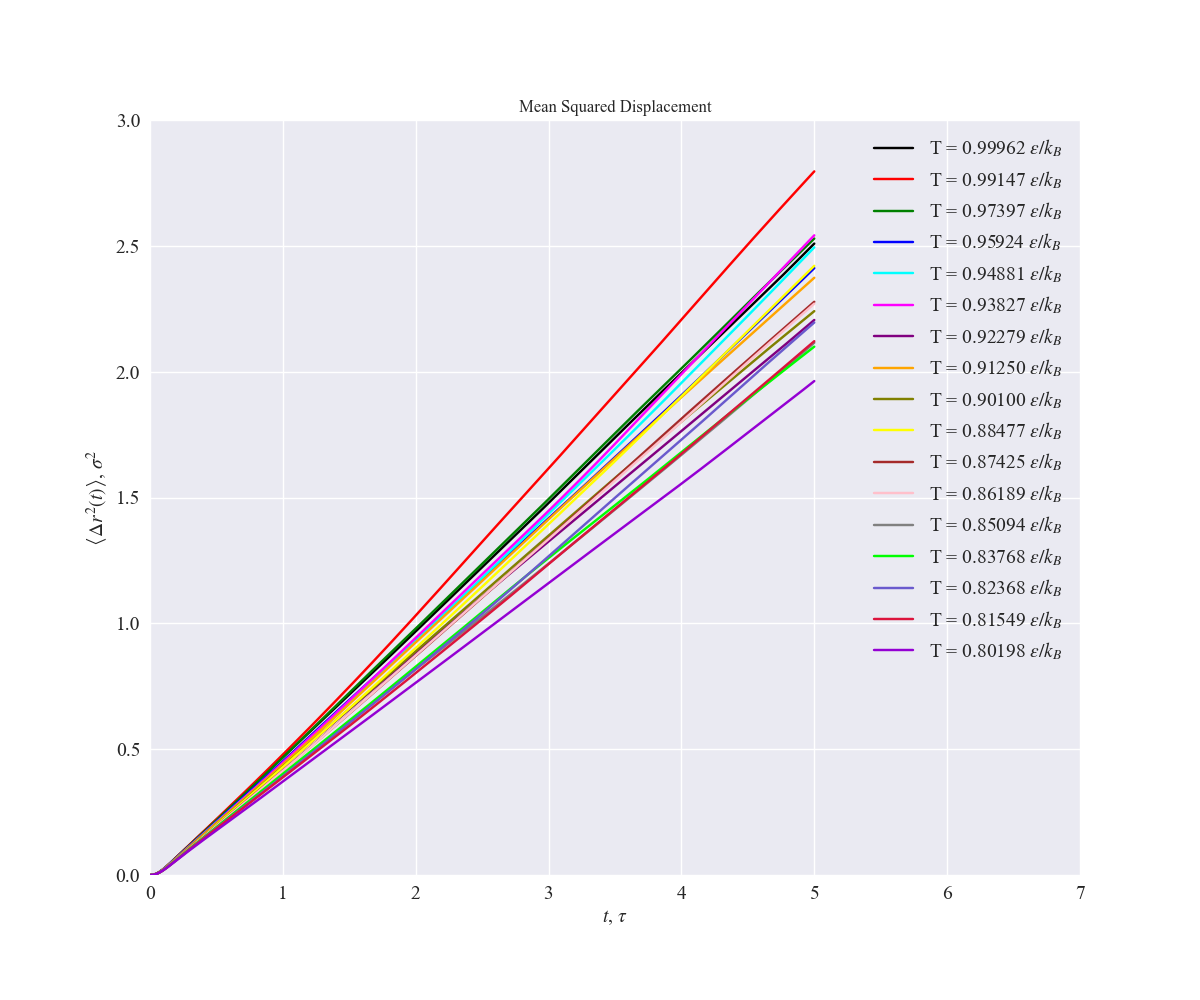 Mean Squared Displacement
3.0
2.5
2.0
1.5
1.0
0.5
0.0
⟨Δr²(t)⟩, σ²
0 1 2 3 4 5 6 7
t, τ
T = 0.99962 ε/k_B
T = 0.99147 ε/k_B
T = 0.97397 ε/k_B
T = 0.95924 ε/k_B
T = 0.94881 ε/k_B
T = 0.93827 ε/k_B
T = 0.92279 ε/k_B
T = 0.91250 ε/k_B
T = 0.90100 ε/k_B
T = 0.88477 ε/k_B
T = 0.87425 ε/k_B
T = 0.86189 ε/k_B
T = 0.85094 ε/k_B
T = 0.83768 ε/k_B
T = 0.82368 ε/k_B
T = 0.81549 ε/k_B
T = 0.80198 ε/k_B